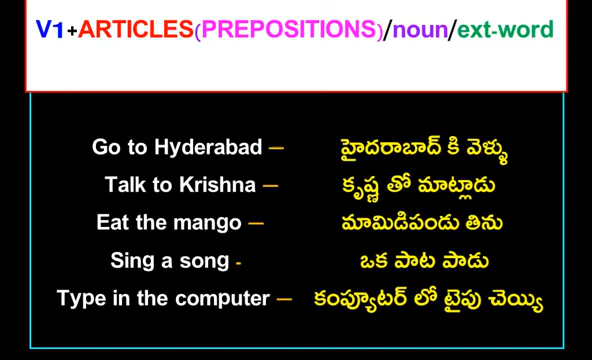 V1+ARTICLES(PREPOSITIONS)/noun/ext-word
Go to Hyderabad – హైదరాబాద్ కి వెళ్ళు
Talk to Krishna – కృష్ణ తో మాట్లాడు
Eat the mango – మామిడిపండు తిను
Sing a song - ఒక పాట పాడు
Type in the computer – కంప్యూటర్ లో టైపు చెయ్యి